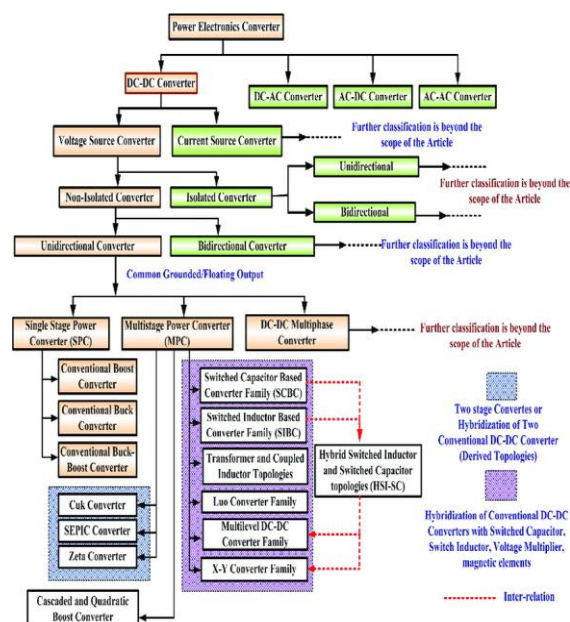 Power Electronics Converter
DC-DC Converter
DC-AC Converter
AC-DC Converter
AC-AC Converter
Voltage Source Converter
Current Source Converter
Further classification is beyond the
scope of the Article
Non-Isolated Converter
Isolated Converter
Unidirectional
Bidirectional
Further classification is beyond the
scope of the Article
Unidirectional Converter
Bidirectional Converter
Further classification is beyond the
scope of the Article
Common Grounded/Floating Output
Single Stage Power
Converter (SPC)
Multistage Power Converter
(MPC)
DC-DC Multiphase
Converter
Further classification is beyond the
scope of the Article
Conventional Boost
Converter
Conventional Buck
Converter
Conventional Buck-
Boost Converter
Cuk Converter
SEPIC Converter
Zeta Converter
Cascaded and Quadratic
Boost Converter
Switched Capacitor Based
Converter Family (SCBC)
Switched Inductor Based
Converter Family (SIBC)
Transformer and Coupled
Inductor Topologies
Luo Converter Family
Multilevel DC-DC
Converter Family
X-Y Converter Family
Hybrid Switched Inductor
and Switched Capacitor
topologies (HSI-SC)
Two stage Convertes or
Hybridization of Two
Conventional DC-DC Converter
(Derived Topologies)
Hybridization of Conventional DC-DC
Converters with Switched Capacitor,
Switch Inductor, Voltage Multiplier,
magnetic elements
Inter-relation